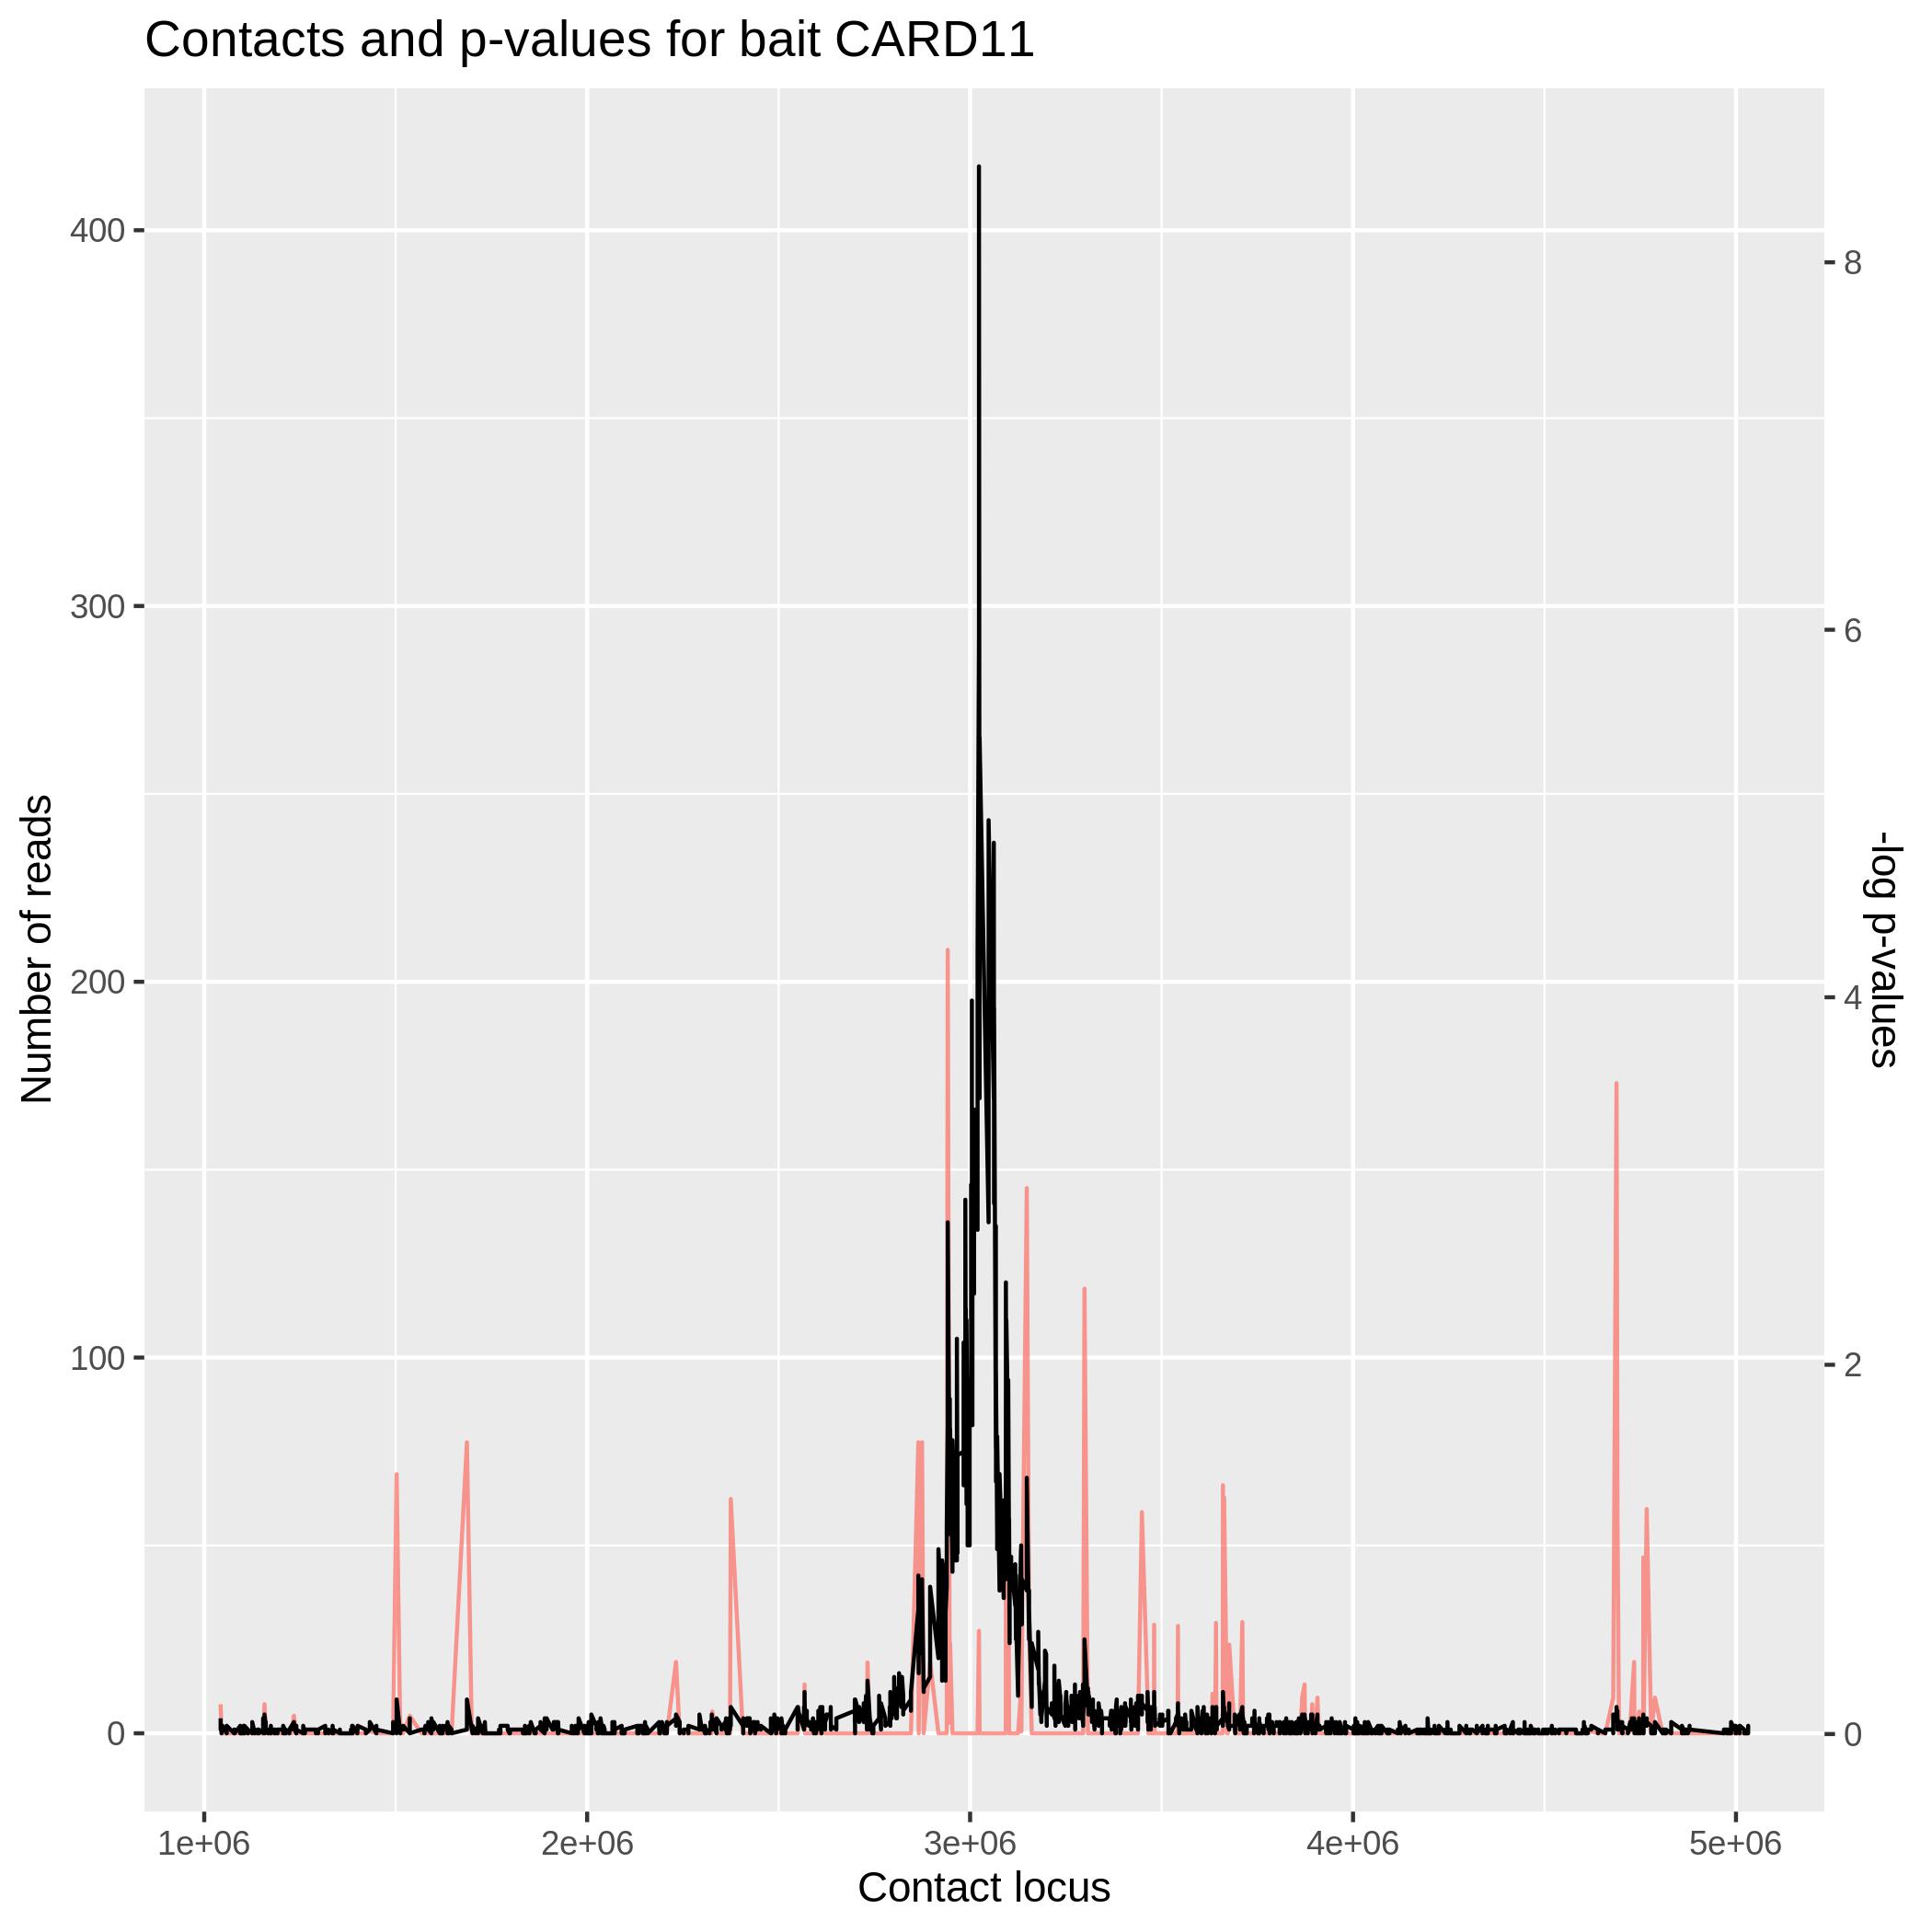 Contacts and p-values for bait CARD11
Number of reads
400
300
200
100
0
8
6
4
2
0
-log p-values
1e+06
2e+06
3e+06
4e+06
5e+06
Contact locus